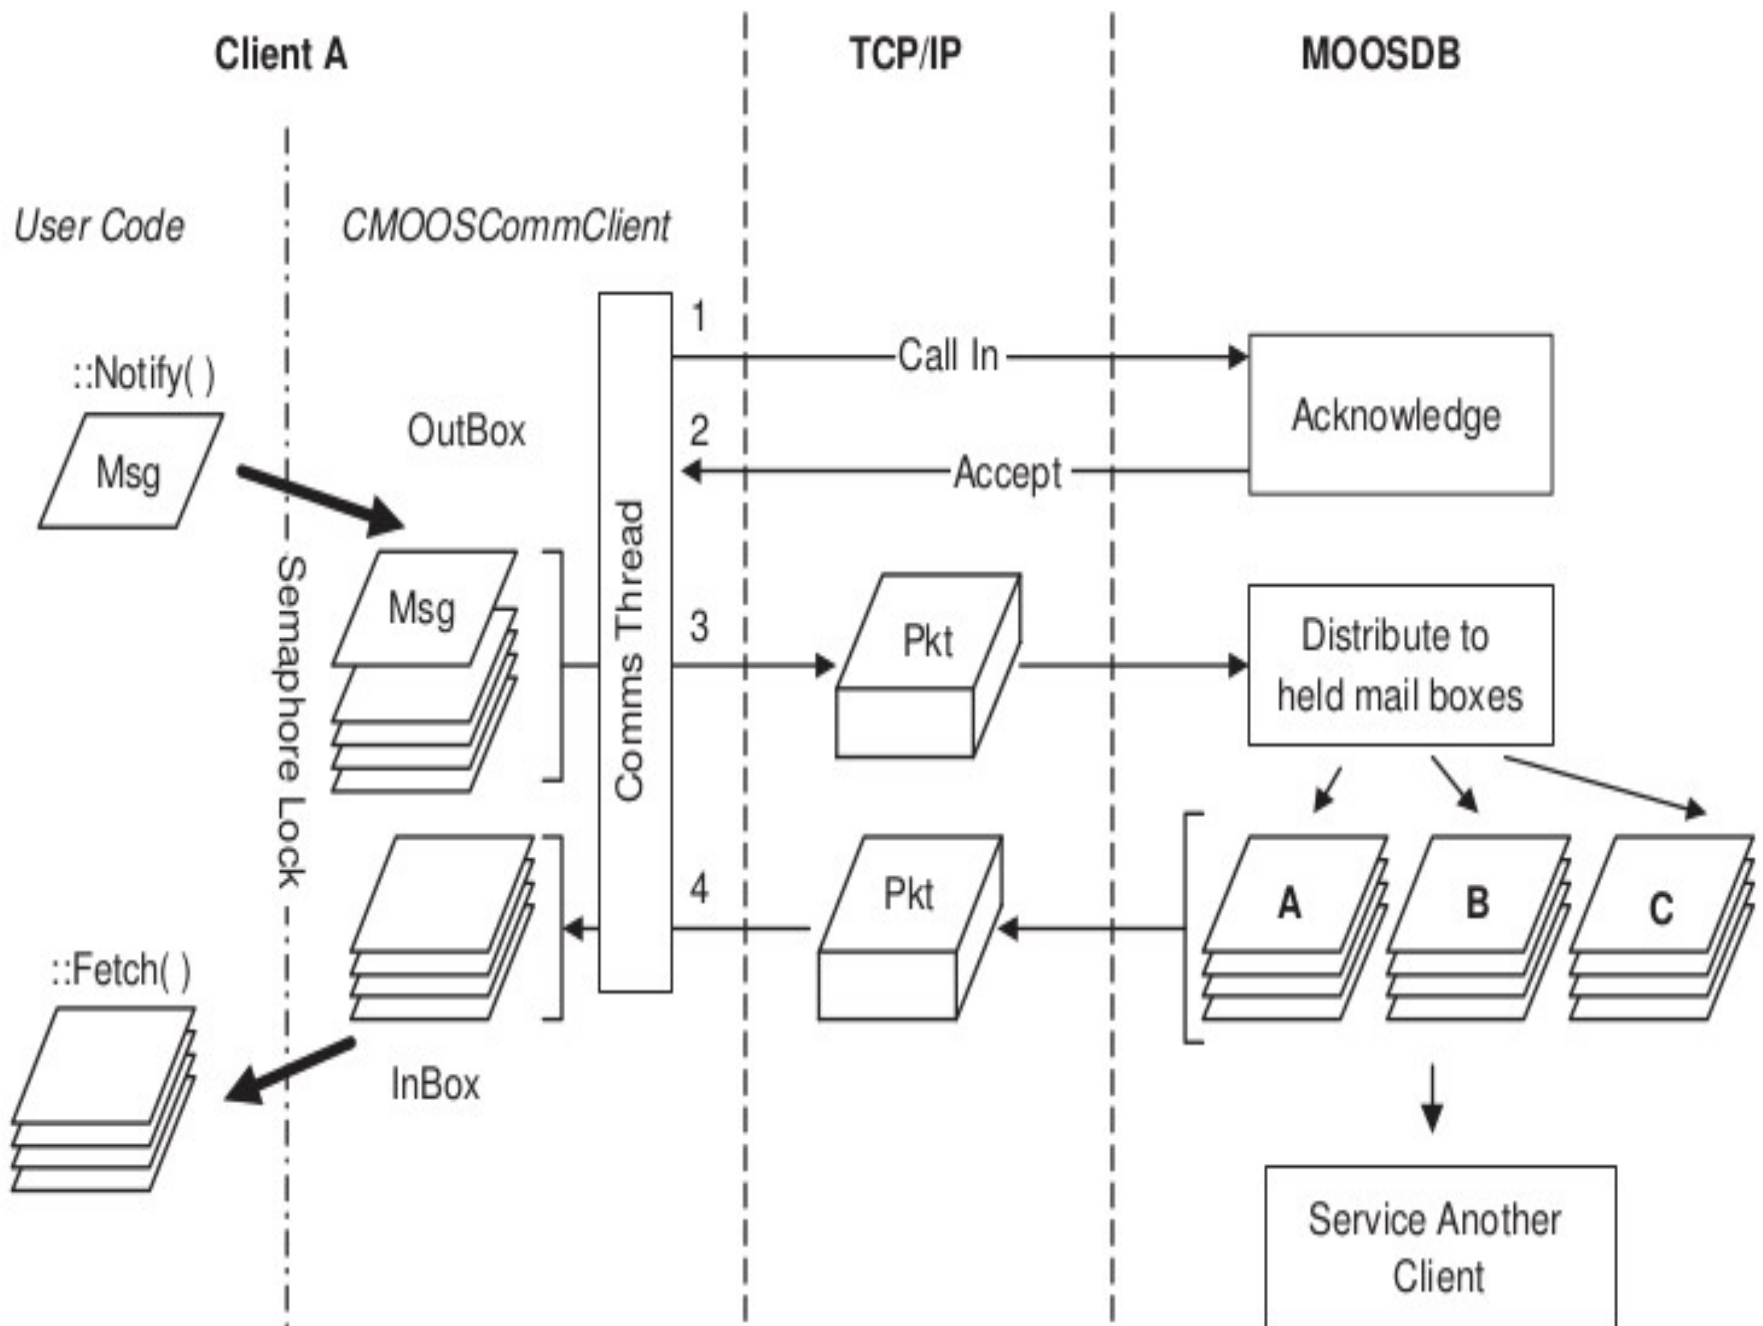 Client A
TCP/IP
MOOSDB
User Code
CMOOSCommClient
::Notify( )
Msg
OutBox
Msg
Semaphore Lock
Comms Thread
1
Call In
Acknowledge
2
Accept
3
Pkt
Distribute to
held mail boxes
4
Pkt
A
B
C
::Fetch( )
InBox
Service Another
Client